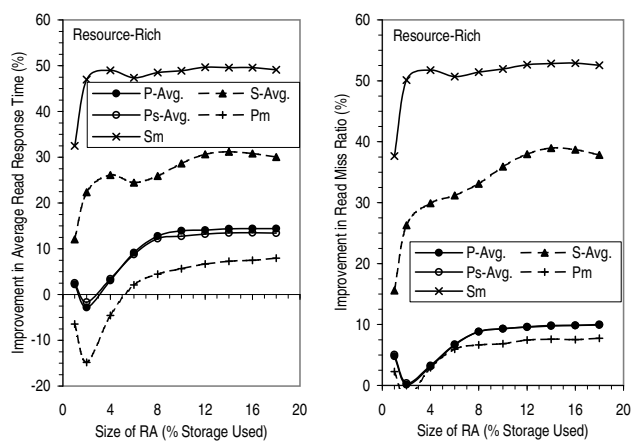 Improvement in Average Read Response Time (%)
60
50
40
30
20
10
0
-10
-20
Resource-Rich
P-Avg.
S-Avg.
Ps-Avg.
Pm
Sm
0
4
8
12
16
20
Size of RA (% Storage Used)
Improvement in Read Miss Ratio (%)
60
50
40
30
20
10
0
Resource-Rich
P-Avg.
S-Avg.
Ps-Avg.
Pm
Sm
0
4
8
12
16
20
Size of RA (% Storage Used)